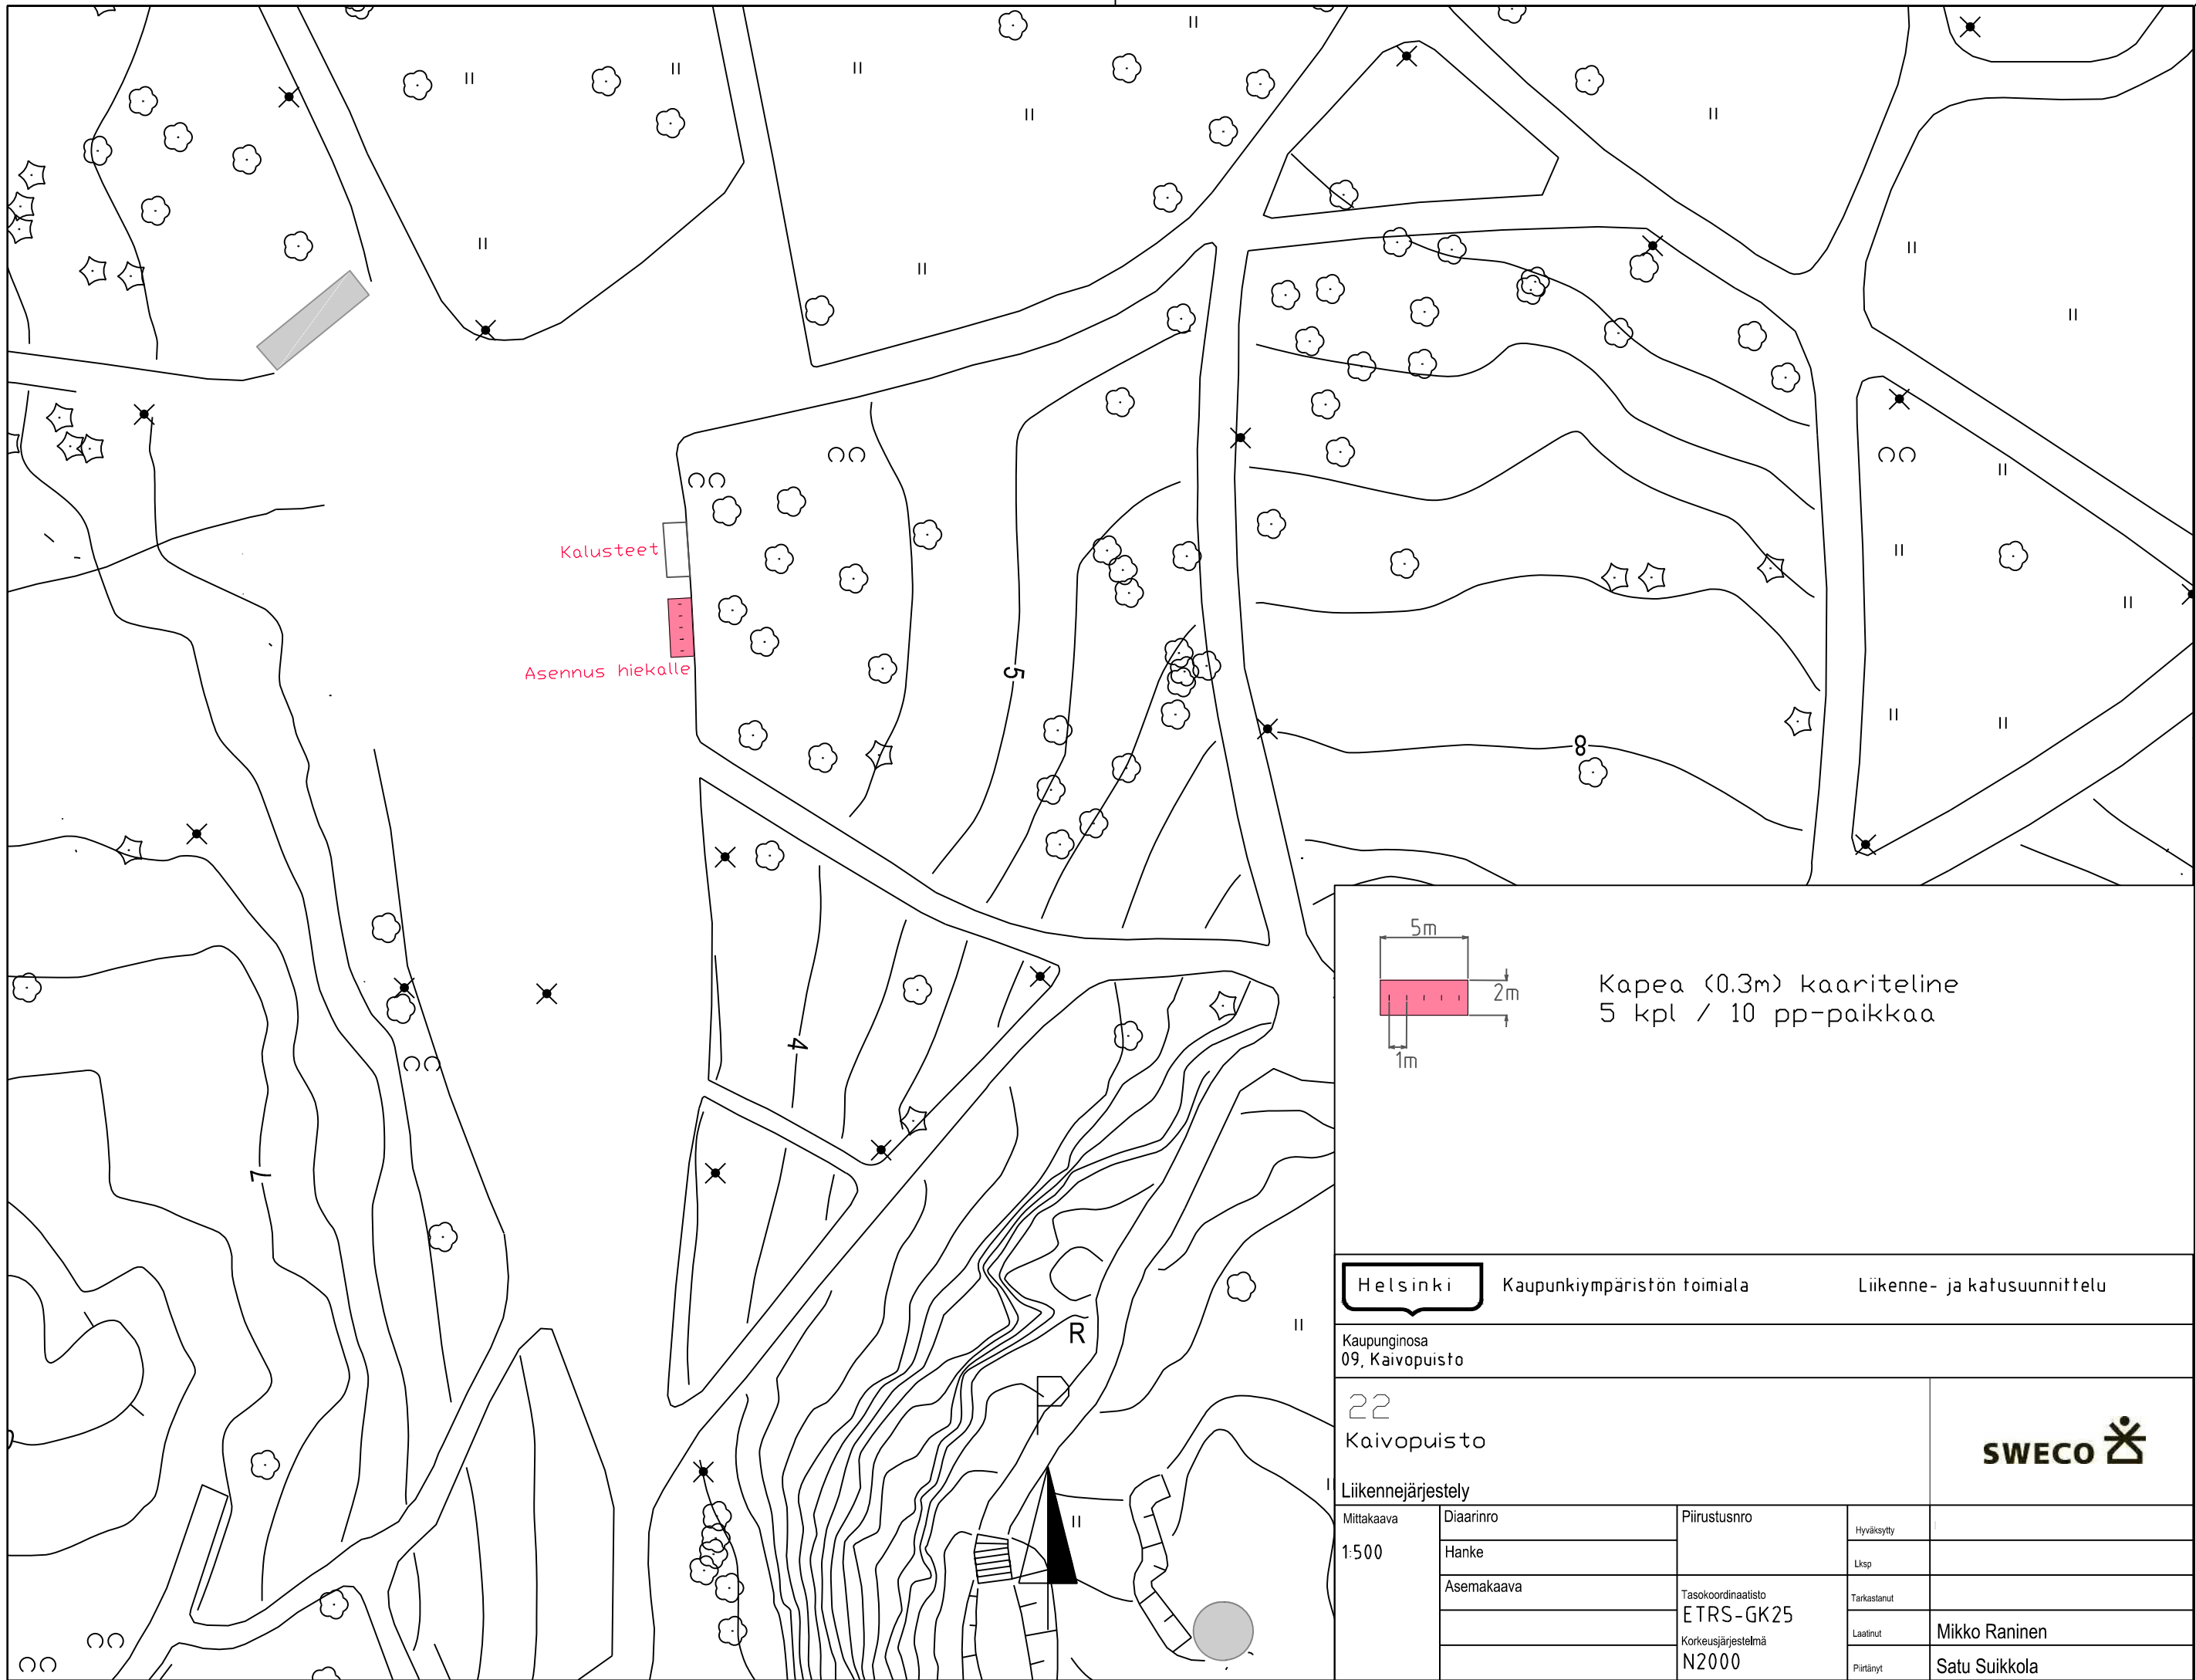 Kalusteet
Asennus hiekalle
5
8
4
7
R
5m
2m
1m
Kapea (0.3m) kaariteline
5 kpl / 10 pp-paikkaa
Helsinki Kaupunkiympäristön toimiala Liikenne- ja katusuunnittelu
Kaupunginosa
09, Kaivopuisto
22
Kaivopuisto
SWECO
Liikennejärjestely
Mittakaava
1:500
Diaarinro
Hanke
Asemakaava
Piirustusnro
Tasokoordinaatisto
ETRS-GK25
Korkeusjärjestelmä
N2000
Hyväksytty
Lksp
Tarkastanut
Laatinut Mikko Raninen
Piirtänyt Satu Suikkola